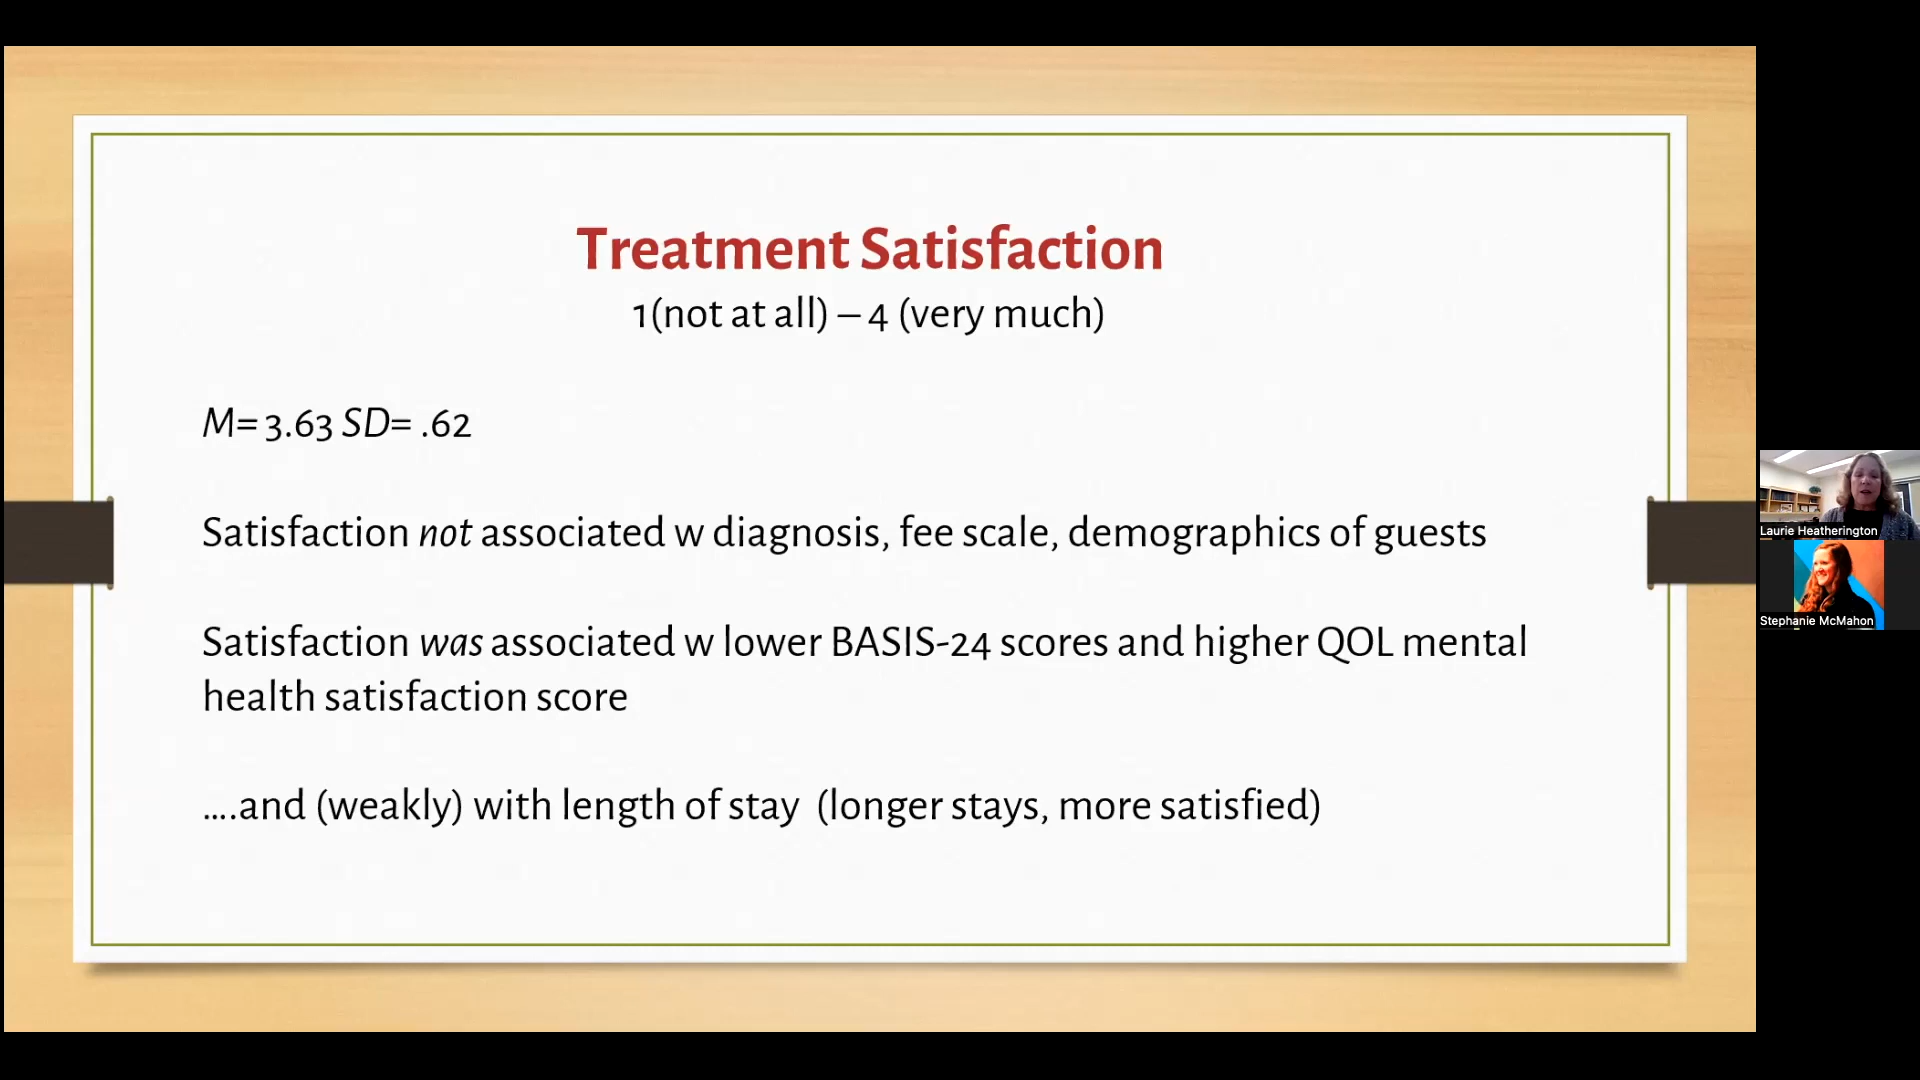 Treatment Satisfaction
1(not at all) – 4 (very much)
M= 3.63 SD= .62
Satisfaction not associated w diagnosis, fee scale, demographics of guests
Satisfaction was associated w lower BASIS-24 scores and higher QOL mental
health satisfaction score
....and (weakly) with length of stay  (longer stays, more satisfied)
Laurie Heatherington
Stephanie McMahon